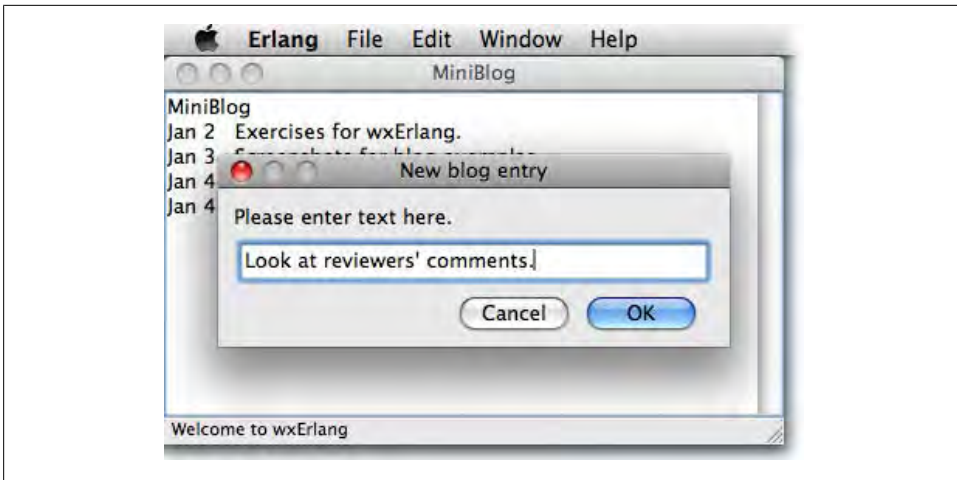 Erlang File Edit Window Help
MiniBlog
MiniBlog
Jan 2 Exercises for wxErlang.
Jan 3
Jan 4
Jan 4
New blog entry
Please enter text here.
Look at reviewers' comments.
Cancel OK
Welcome to wxErlang